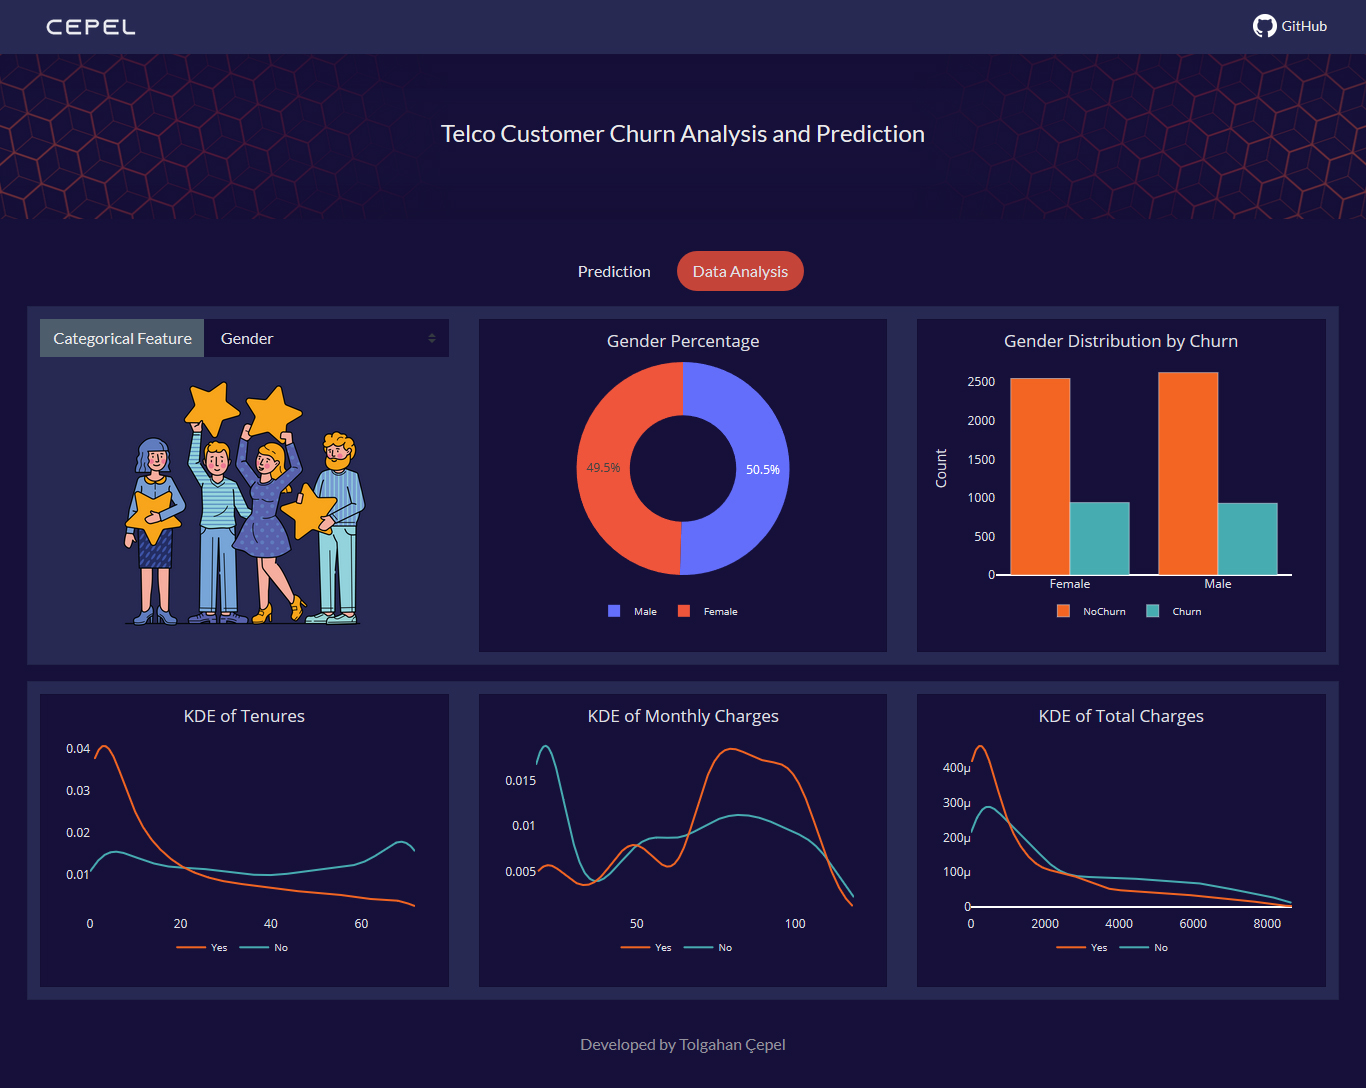 CEPEL
GitHub
Telco Customer Churn Analysis and Prediction
Prediction
Data Analysis
Categorical Feature
Gender
Gender Percentage
49.5%
50.5%
Male
Female
Gender Distribution by Churn
Count
2500
2000
1500
1000
500
0
Female
Male
NoChurn
Churn
KDE of Tenures
0.04
0.03
0.02
0.01
0
20
40
60
Yes
No
KDE of Monthly Charges
0.015
0.01
0.005
50
100
Yes
No
KDE of Total Charges
400μ
300μ
200μ
100μ
0
0
2000
4000
6000
8000
Yes
No
Developed by Tolgahan Çepel